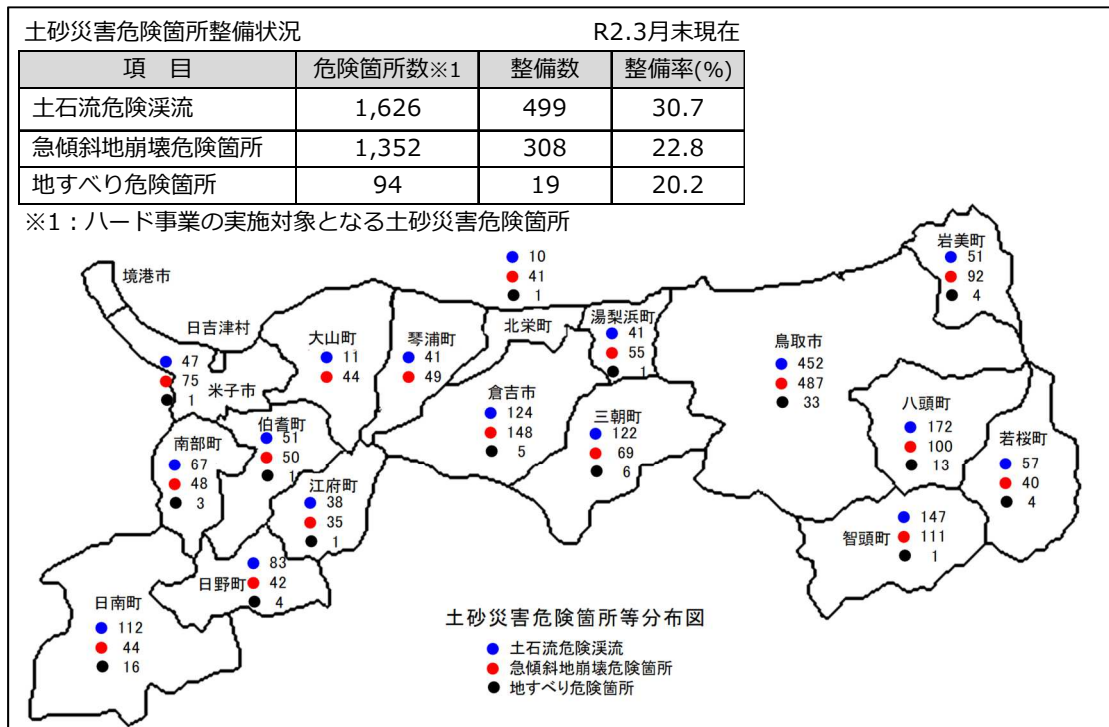 土砂災害危険箇所整備状況 R2.3月末現在
項 目 危険箇所数※1 整備数 整備率(%)
土石流危険渓流 1,626 499 30.7
急傾斜地崩壊危険箇所 1,352 308 22.8
地すべり危険箇所 94 19 20.2
※1：ハード事業の実施対象となる土砂災害危険箇所
境港市
日吉津村
47
75
1
米子市
大山町
11
44
琴浦町
41
49
10
41
1
北栄町
湯梨浜町
41
55
1
鳥取市
452
487
33
岩美町
51
92
4
南部町
67
48
3
伯耆町
51
50
1
江府町
38
35
1
倉吉市
124
148
5
三朝町
122
69
6
八頭町
172
100
13
若桜町
57
40
4
智頭町
147
111
1
日野町
83
42
4
日南町
112
44
16
土砂災害危険箇所等分布図
土石流危険渓流
急傾斜地崩壊危険箇所
地すべり危険箇所